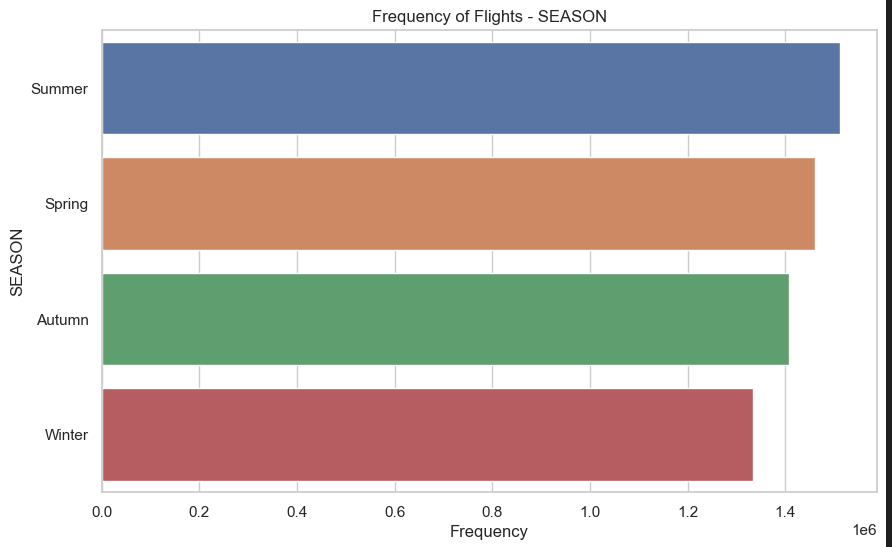 Frequency of Flights - SEASON
Summer
Spring
Autumn
Winter
SEASON
0.0 0.2 0.4 0.6 0.8 1.0 1.2 1.4
1e6
Frequency